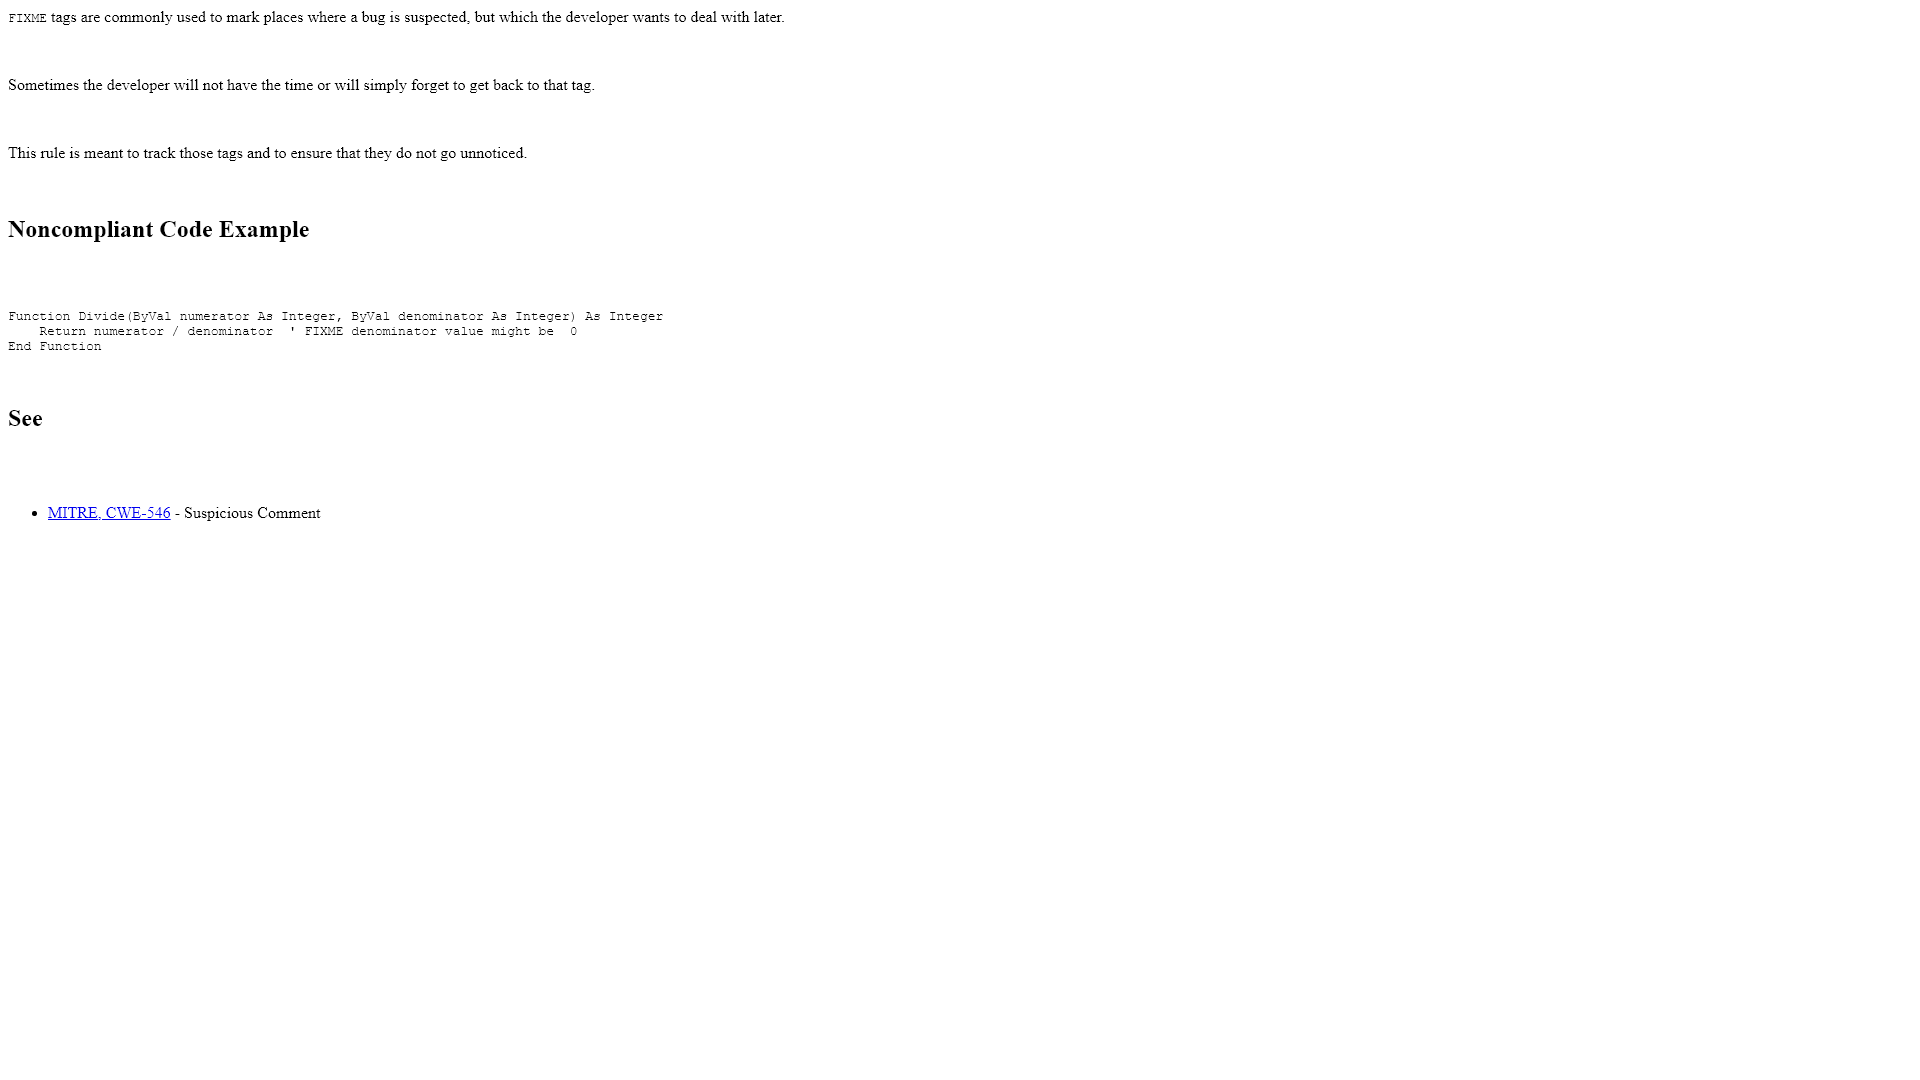 FIXME tags are commonly used to mark places where a bug is suspected, but which the developer wants to deal with later.
Sometimes the developer will not have the time or will simply forget to get back to that tag.
This rule is meant to track those tags and to ensure that they do not go unnoticed.
Noncompliant Code Example
Function Divide(ByVal numerator As Integer, ByVal denominator As Integer) As Integer
    Return numerator / denominator  ' FIXME denominator value might be  0
End Function
See
• MITRE, CWE-546 - Suspicious Comment